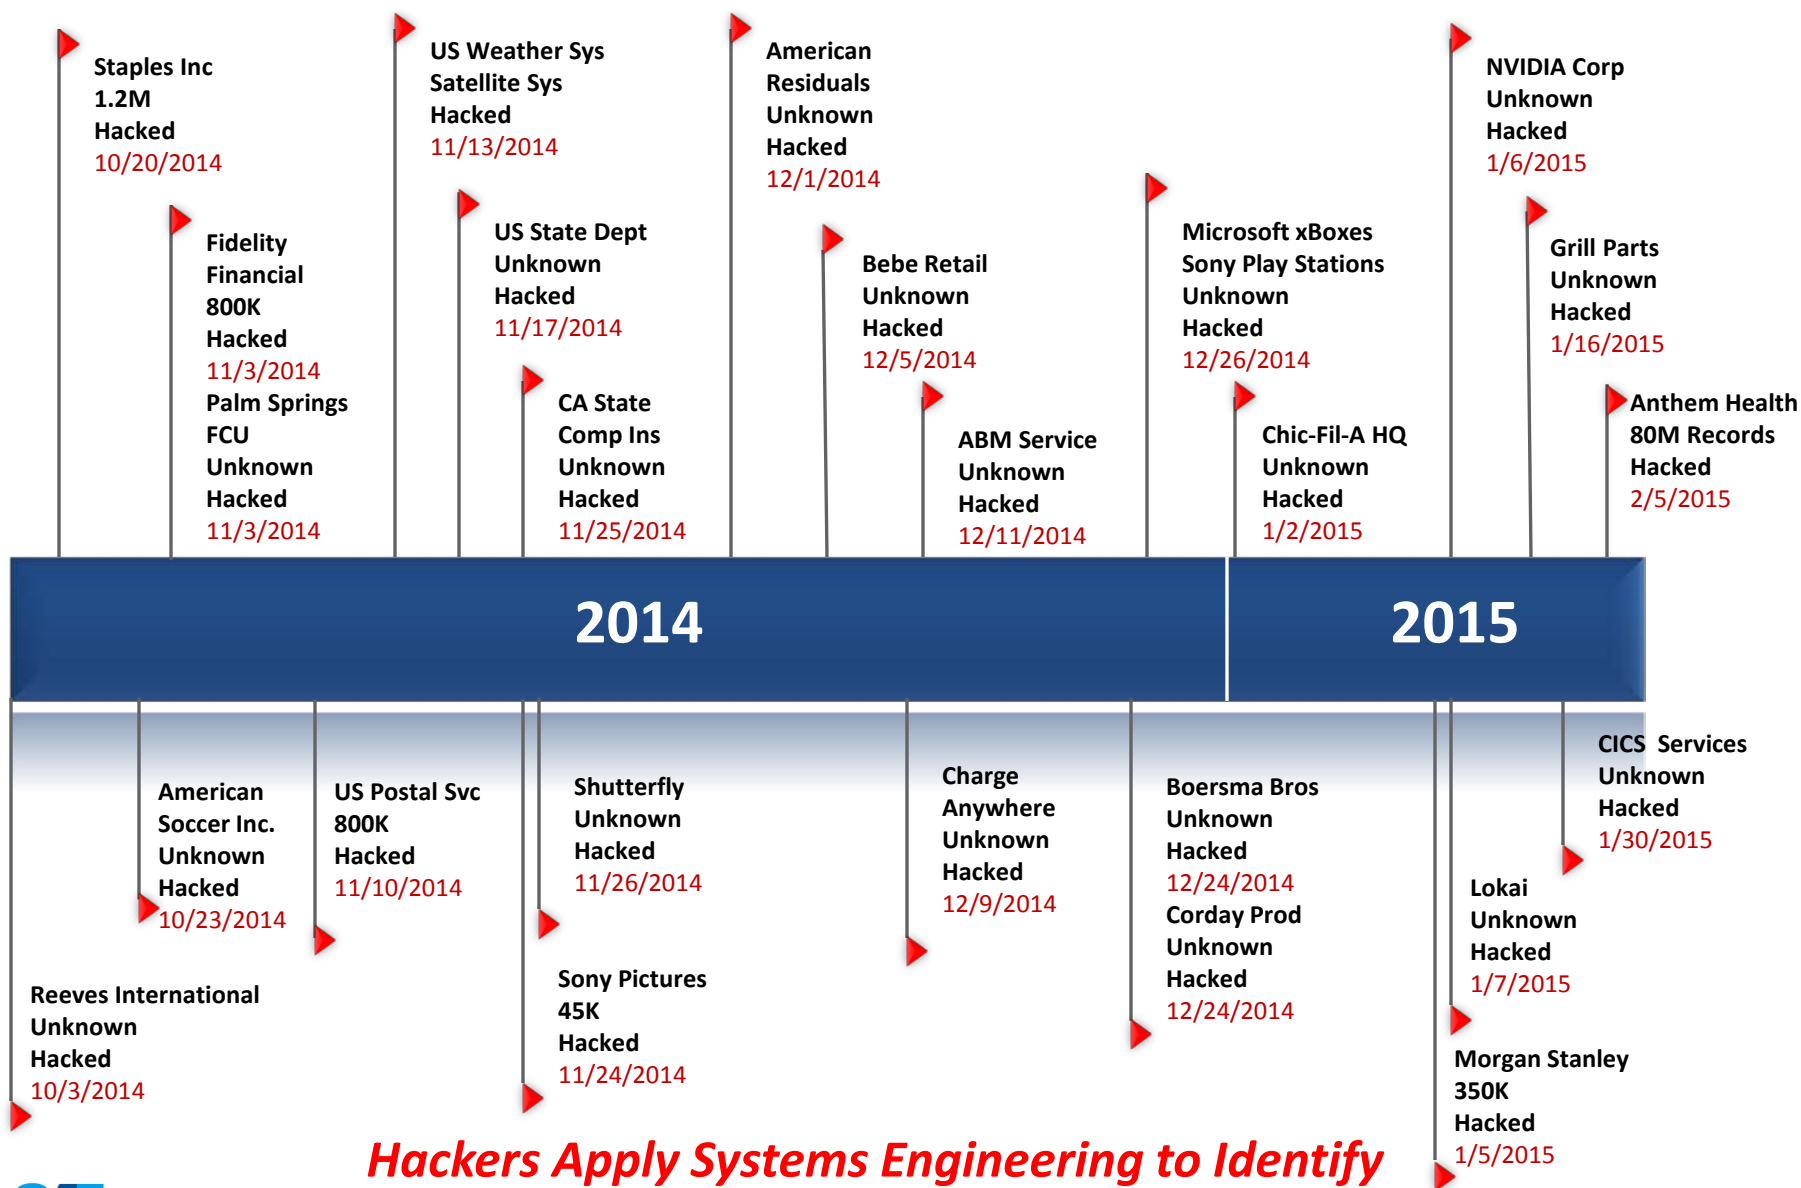 Staples Inc
1.2M
Hacked
10/20/2014
Fidelity
Financial
800K
Hacked
11/3/2014
Palm Springs
FCU
Unknown
Hacked
11/3/2014
US Weather Sys
Satellite Sys
Hacked
11/13/2014
US State Dept
Unknown
Hacked
11/17/2014
CA State
Comp Ins
Unknown
Hacked
11/25/2014
American
Residuals
Unknown
Hacked
12/1/2014
Bebe Retail
Unknown
Hacked
12/5/2014
ABM Service
Unknown
Hacked
12/11/2014
Microsoft xBoxes
Sony Play Stations
Unknown
Hacked
12/26/2014
Chic-Fil-A HQ
Unknown
Hacked
1/2/2015
NVIDIA Corp
Unknown
Hacked
1/6/2015
Grill Parts
Unknown
Hacked
1/16/2015
Anthem Health
80M Records
Hacked
2/5/2015
2014
2015
Reeves International
Unknown
Hacked
10/3/2014
American
Soccer Inc.
Unknown
Hacked
10/23/2014
US Postal Svc
800K
Hacked
11/10/2014
Shutterfly
Unknown
Hacked
11/26/2014
Sony Pictures
45K
Hacked
11/24/2014
Charge
Anywhere
Unknown
Hacked
12/9/2014
Boersma Bros
Unknown
Hacked
12/24/2014
Corday Prod
Unknown
Hacked
12/24/2014
CICS  Services
Unknown
Hacked
1/30/2015
Lokai
Unknown
Hacked
1/7/2015
Morgan Stanley
350K
Hacked
1/5/2015
Hackers Apply Systems Engineering to Identify